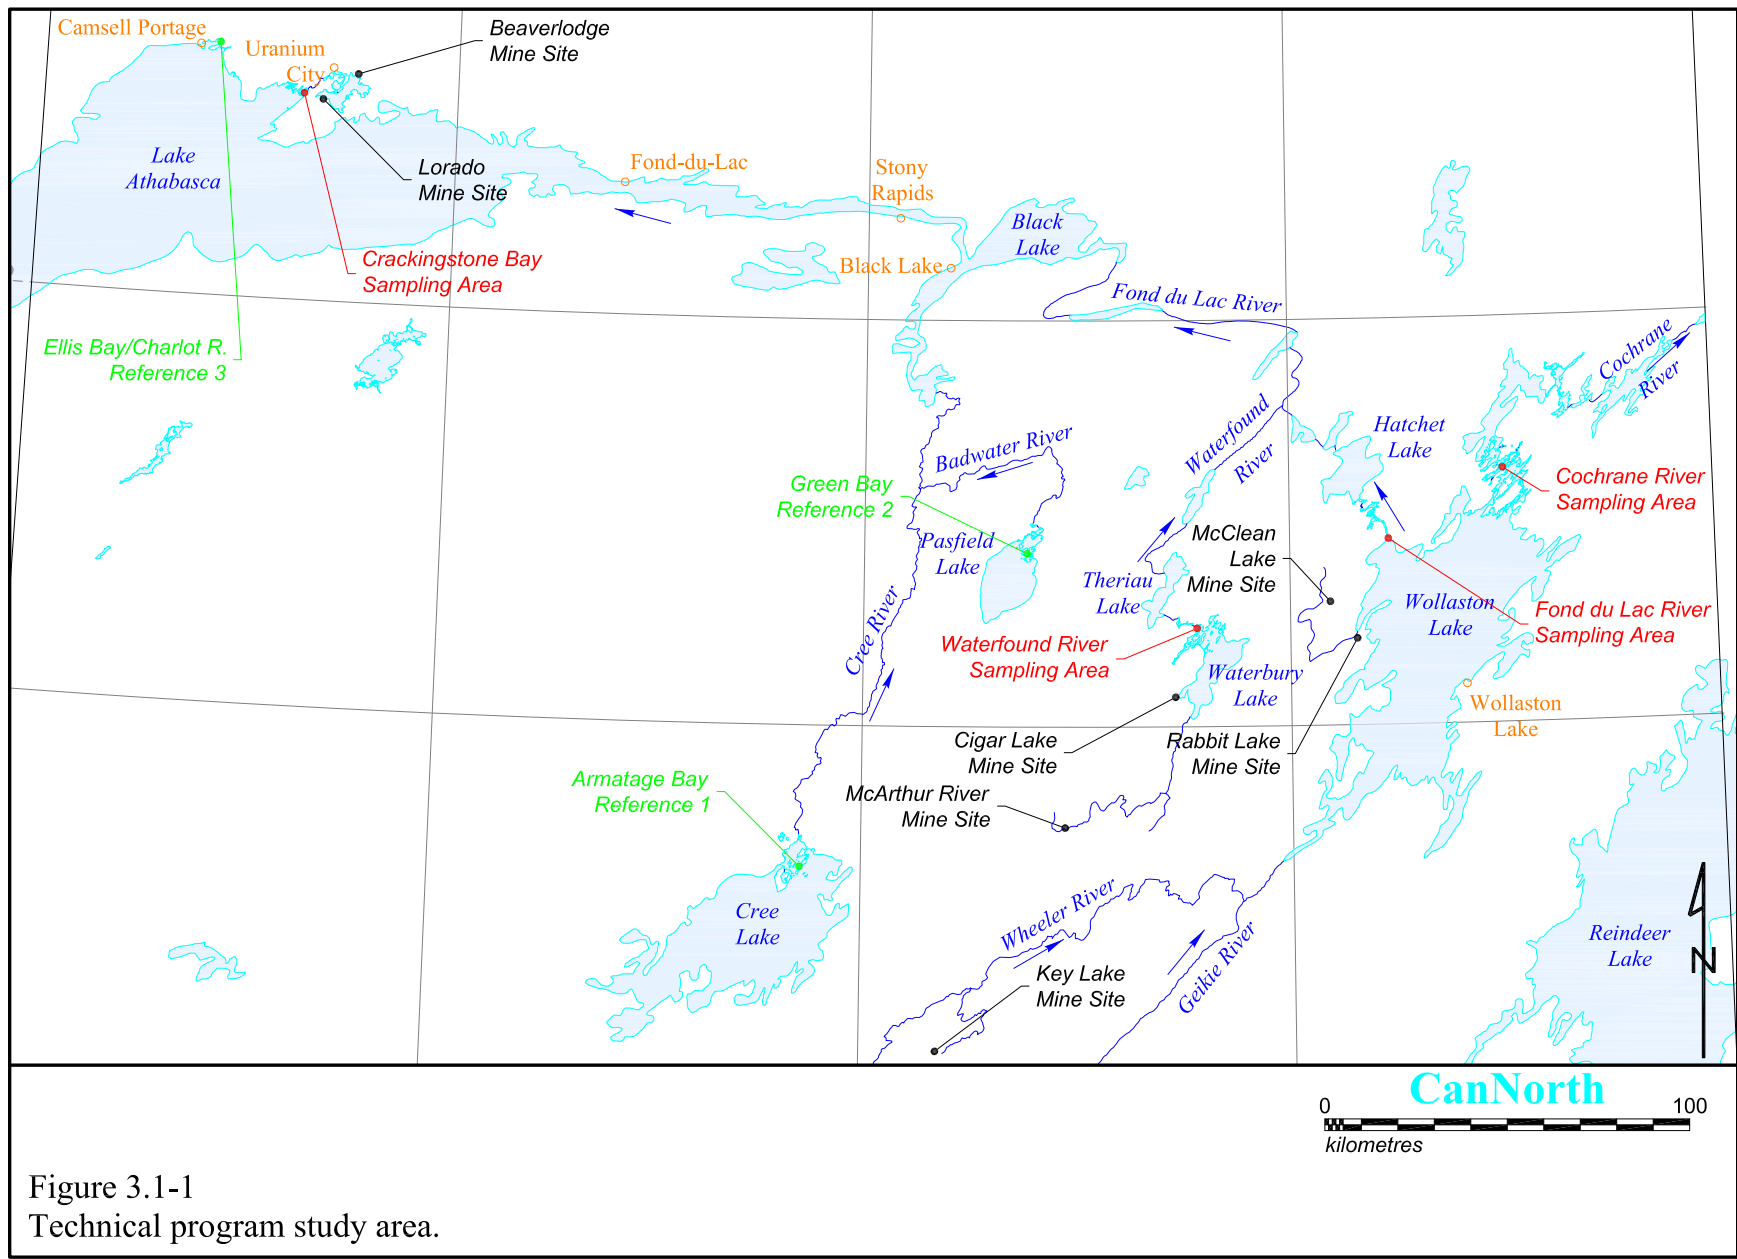 Camsell Portage
Uranium
City
Beaverlodge
Mine Site
Lake
Athabasca
Lorado
Mine Site
Fond-du-Lac
Stony
Rapids
Black
Lake
Black Lake
Crackingstone Bay
Sampling Area
Fond du Lac River
Ellis Bay/Charlot R.
Reference 3
Cochrane
River
Waterfound
River
Hatchet
Lake
Badwater River
Green Bay
Reference 2
Cochrane River
Sampling Area
Pasfield
Lake
McClean
Lake
Mine Site
Theriau
Lake
Wollaston
Lake
Fond du Lac River
Sampling Area
Cree River
Waterfound River
Sampling Area
Waterbury
Lake
Wollaston
Lake
Cigar Lake
Mine Site
Rabbit Lake
Mine Site
Armatage Bay
Reference 1
McArthur River
Mine Site
Cree
Lake
Wheeler River
Geikie River
Key Lake
Mine Site
Reindeer
Lake
N
CanNorth
0
100
kilometres
Figure 3.1-1
Technical program study area.